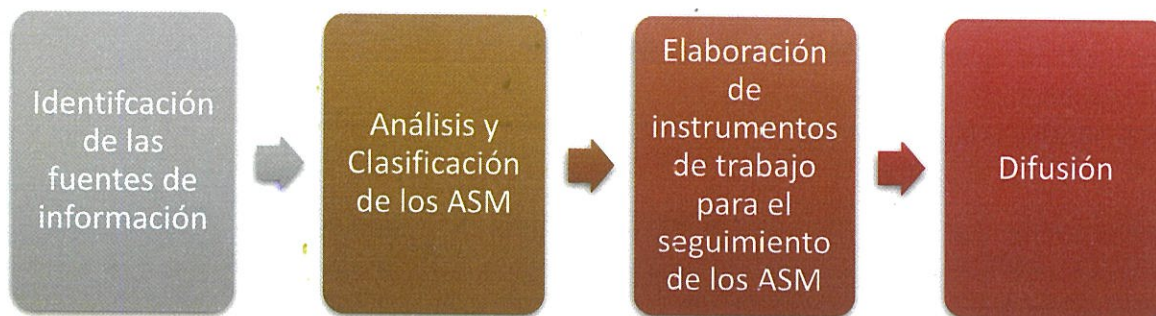 Identifcación
de las
fuentes de
información
Análisis y
Clasificación
de los ASM
Elaboración
de
instrumentos
de trabajo
para el
seguimiento
de los ASM
Difusión